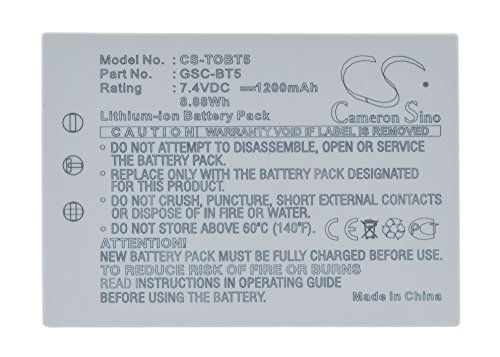 Model No : CS-TOBT5
Part No. : GSC-BT5
Rating : 7.4VDC 1200mAh
8.88Wh
Lithium-ion Battery Pack
CS
Cameron Sino
CAUTION WARRANTY VOID IF LABEL IS REMOVED
• DO NOT ATTEMPT TO DISASSEMBLE, OPEN OR SERVICE
THE BATTERY PACK
• REPLACE ONLY WITH THE BATTERY PACK DESIGNATED
FOR THIS PRODUCT
• DO NOT CRUSH, PUNCTURE, SHORT EXTERNAL CONTACTS
OR DISPOSE OF IN FIRE OR WATER
• DO NOT STORE ABOVE 60°C (140°F)
ATTENTION!
NEW BATTERY PACK MUST BE FULLY CHARGED BEFORE USE
TO REDUCE RISK OF FIRE OR BURNS
READ INSTRUCTIONS IN OPERATING GUIDE
BEFORE USING
CE
Made in China